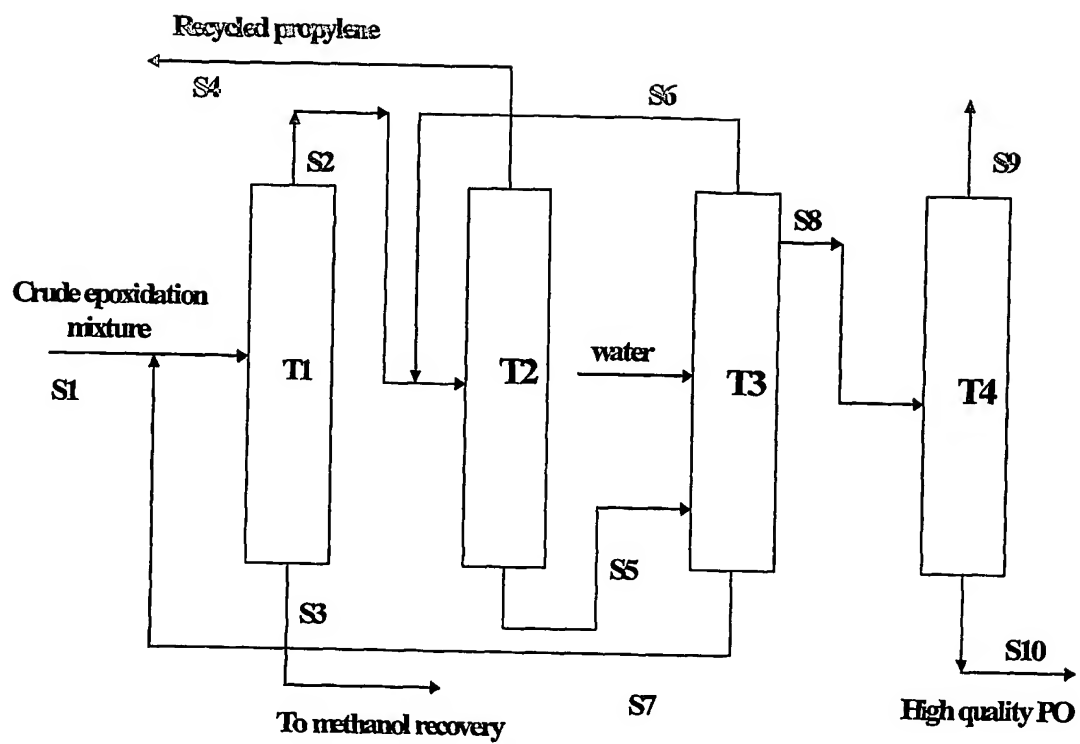 Recycled propylene
S4
S6
S2
S9
S8
Crude epoxidation
mixture
water
T1
T2
T3
T4
S1
S5
S3
S10
S7
To methanol recovery
High quality PO